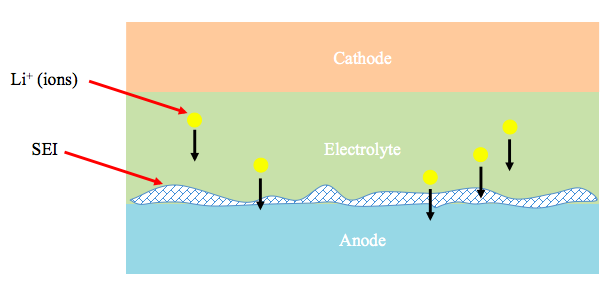 Cathode
Li⁺ (ions)
SEI
Electrolyte
Anode